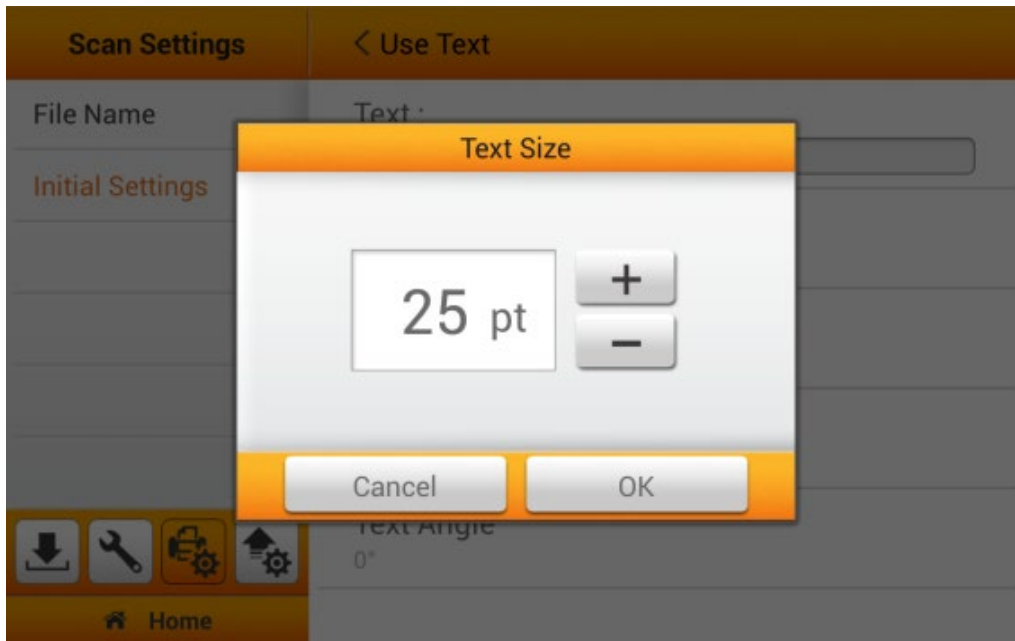 Scan Settings
< Use Text
File Name
Initial Settings
Text :
Text Size
25 pt
+
−
Cancel
OK
Text Angle
0°
Home